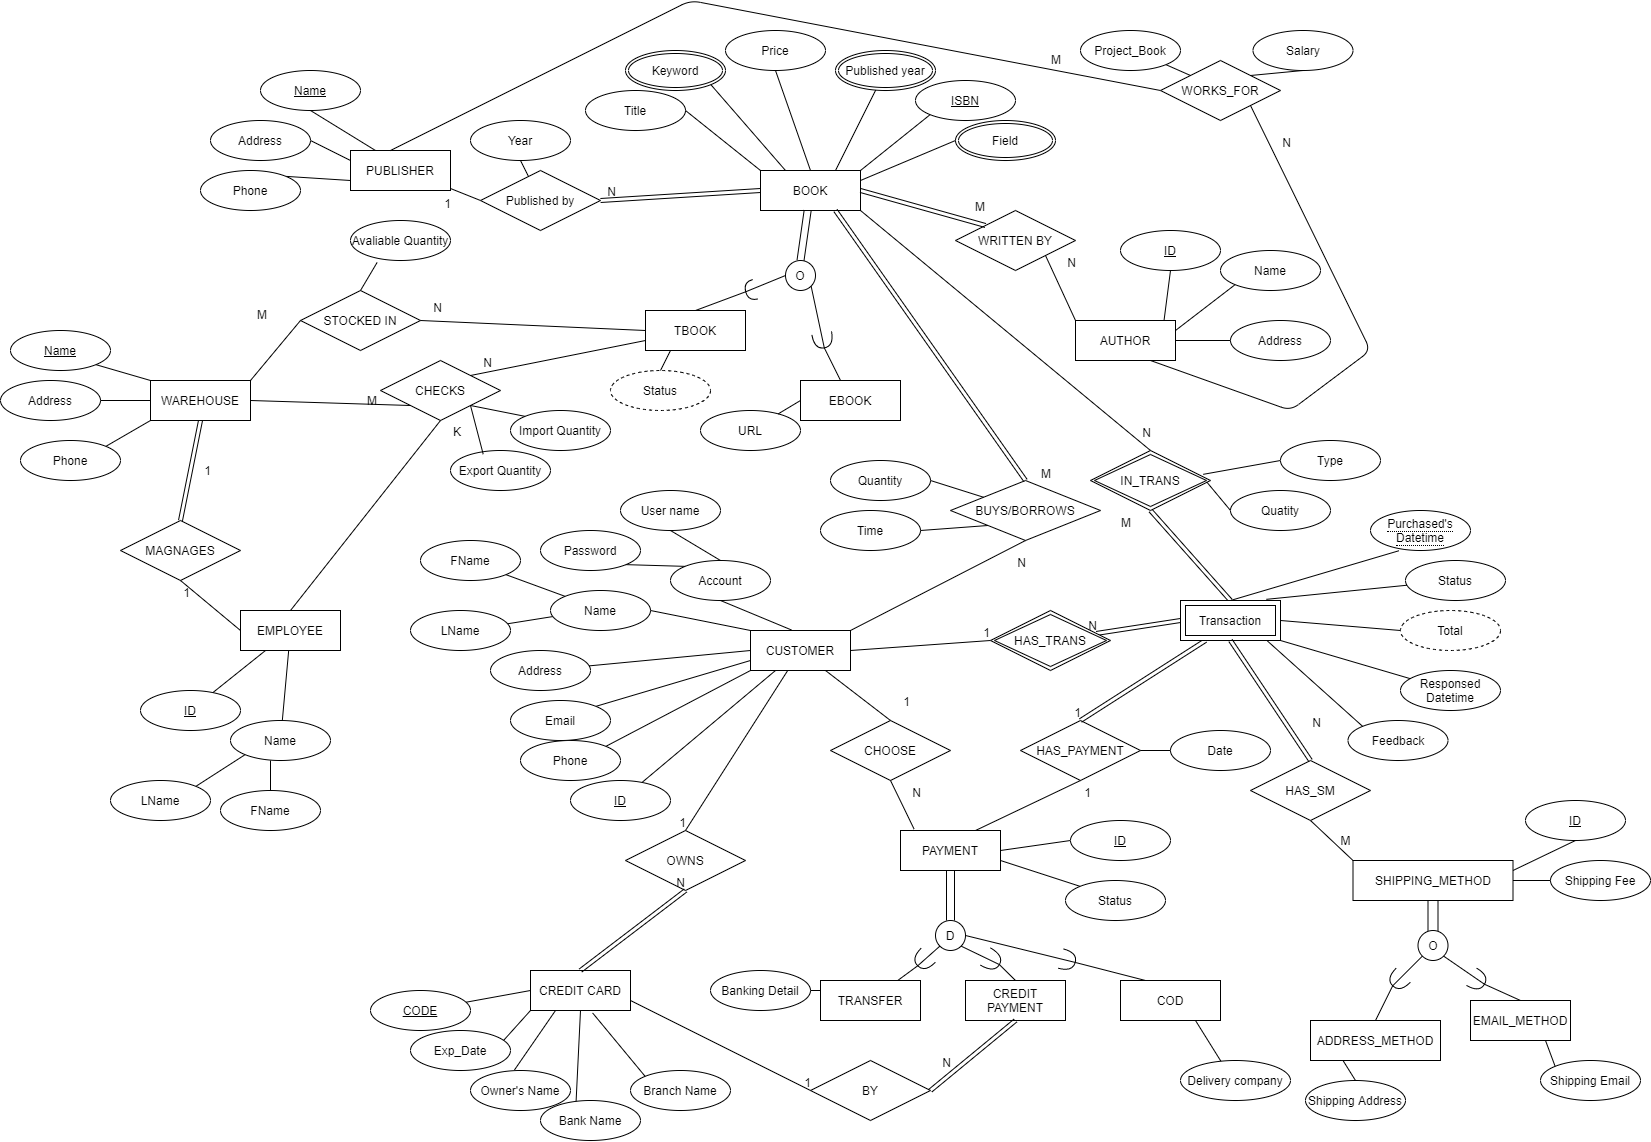 Price
Project_Book
Salary
M
Keyword
Published year
Name
WORKS_FOR
Title
ISBN
Address
Year
Field
N
PUBLISHER
Phone
1
Published by
N
BOOK
M
WRITTEN BY
N
Avaliable Quantity
ID
Name
O
M
STOCKED IN
N
TBOOK
AUTHOR
Address
Name
N
Address
WAREHOUSE
M
CHECKS
Status
EBOOK
K
Import Quantity
URL
N
Phone
1
Export Quantity
Quantity
M
IN_TRANS
Type
User name
Time
BUYS/BORROWS
M
Quatity
Purchased's
Datetime
MAGNAGES
FName
Password
N
1
Account
Status
Name
EMPLOYEE
LName
CUSTOMER
1
HAS_TRANS
N
Transaction
Total
Address
ID
Email
1
1
N
Responsed
Datetime
Name
Phone
CHOOSE
HAS_PAYMENT
Date
Feedback
LName
FName
ID
N
1
HAS_SM
1
M
ID
OWNS
N
PAYMENT
ID
SHIPPING_METHOD
Shipping Fee
Status
D
O
CREDIT CARD
Banking Detail
TRANSFER
CREDIT
PAYMENT
COD
CODE
EMAIL_METHOD
Exp_Date
ADDRESS_METHOD
Owner's Name
Branch Name
1
BY
N
Delivery company
Shipping Email
Bank Name
Shipping Address